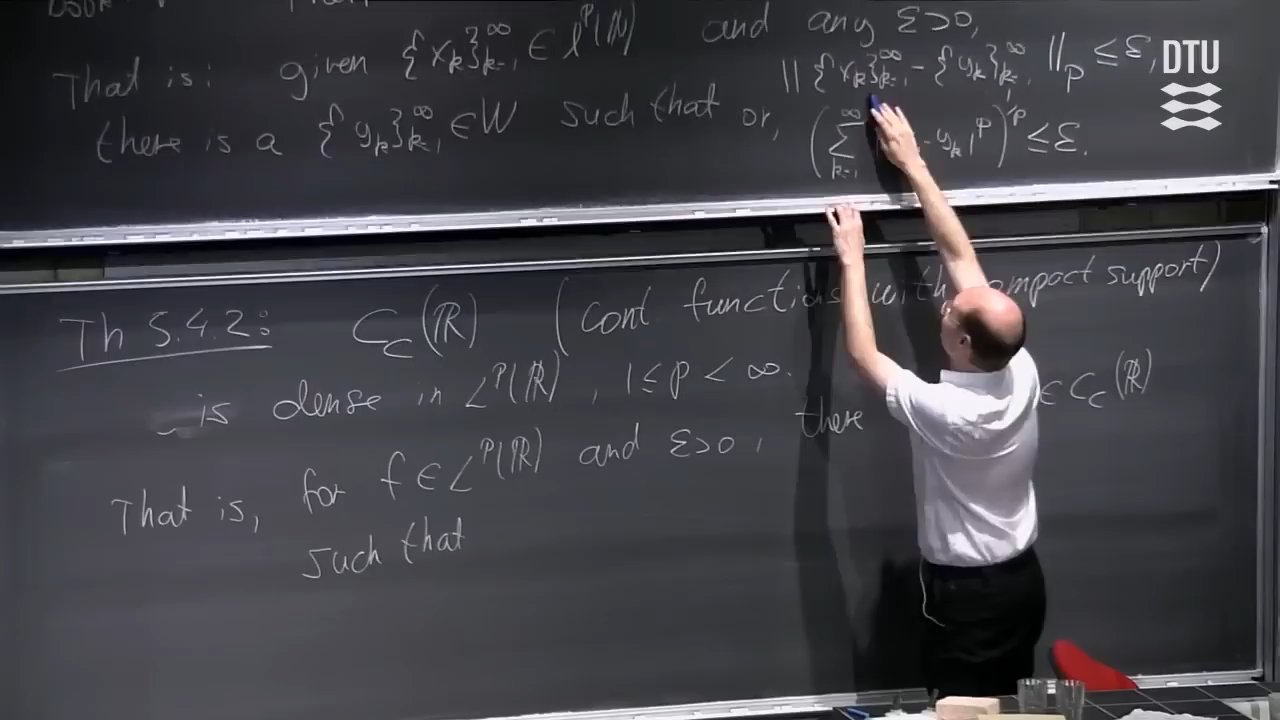 That is: given {x_k}_{k=1}^∞ ∈ l^p(N) and any ε>0,
there is a {y_k}_{k=1}^∞ ∈ W such that ||{x_k}_{k=1}^∞ - {y_k}_{k=1}^∞||_p ≤ ε,
or, (∑_{k=1}^∞ - y_k|^p)^{1/p} ≤ ε.
DTU
Th 5.4.2: C_c(R) (Cont functions with compact support)
is dense in L^p(R), 1 ≤ p < ∞.
That is, for f ∈ L^p(R) and ε>0, there ∈ C_c(R)
such that